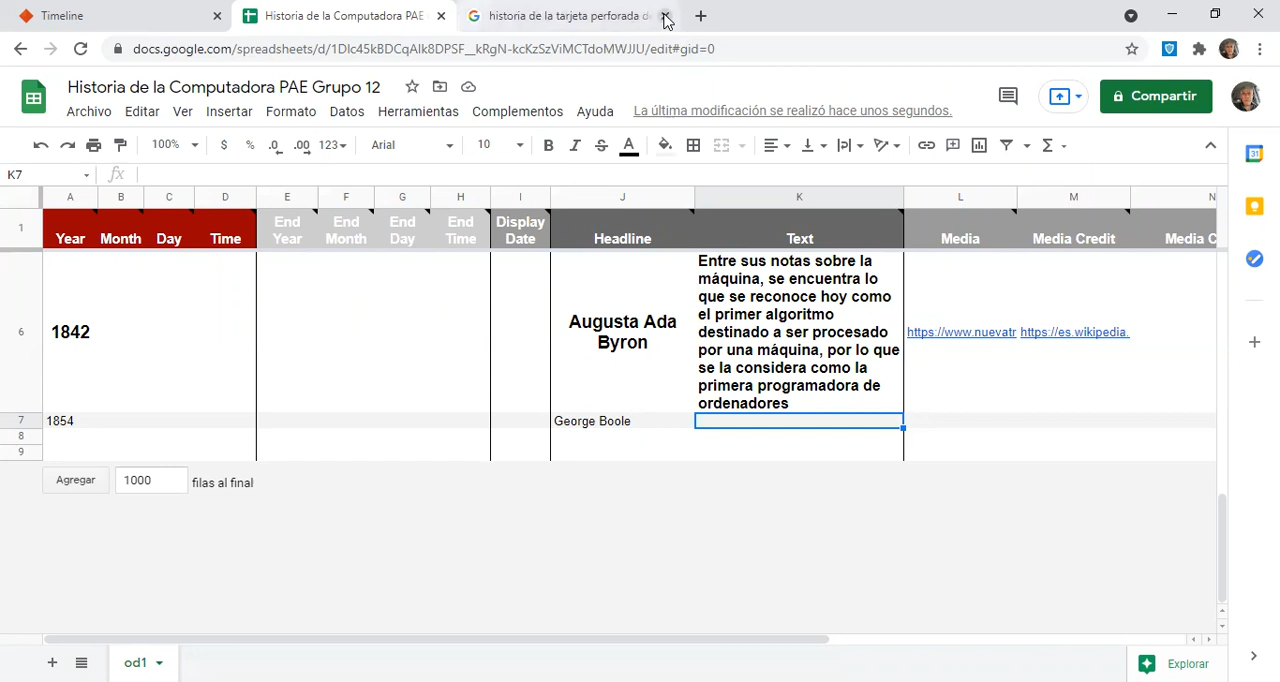 Timeline
Historia de la Computadora PAE
historia de la tarjeta perforada de
docs.google.com/spreadsheets/d/1Dlc45kBDCqAIk8DPSF__kRgN-kcKzSzViMCTdoMWJJU/edit#gid=0
Historia de la Computadora PAE Grupo 12
Compartir
Archivo Editar Ver Insertar Formato Datos Herramientas Complementos Ayuda La última modificación se realizó hace unos segundos.
100% $ % .0 .00 123 Arial 10 B I S A Σ
K7 fx
A B C D E F G H I J K L M N
1 Year Month Day Time End Year End Month End Day End Time Display Date Headline Text Media Media Credit Media C
Entre sus notas sobre la
máquina, se encuentra lo
que se reconoce hoy como
el primer algoritmo
destinado a ser procesado
por una máquina, por lo que
se la considera como la
primera programadora de
ordenadores
6 1842 Augusta Ada Byron https://www.nuevatr https://es.wikipedia.
7 1854 George Boole
8
9
Agregar 1000 filas al final
od1
Explorar
31